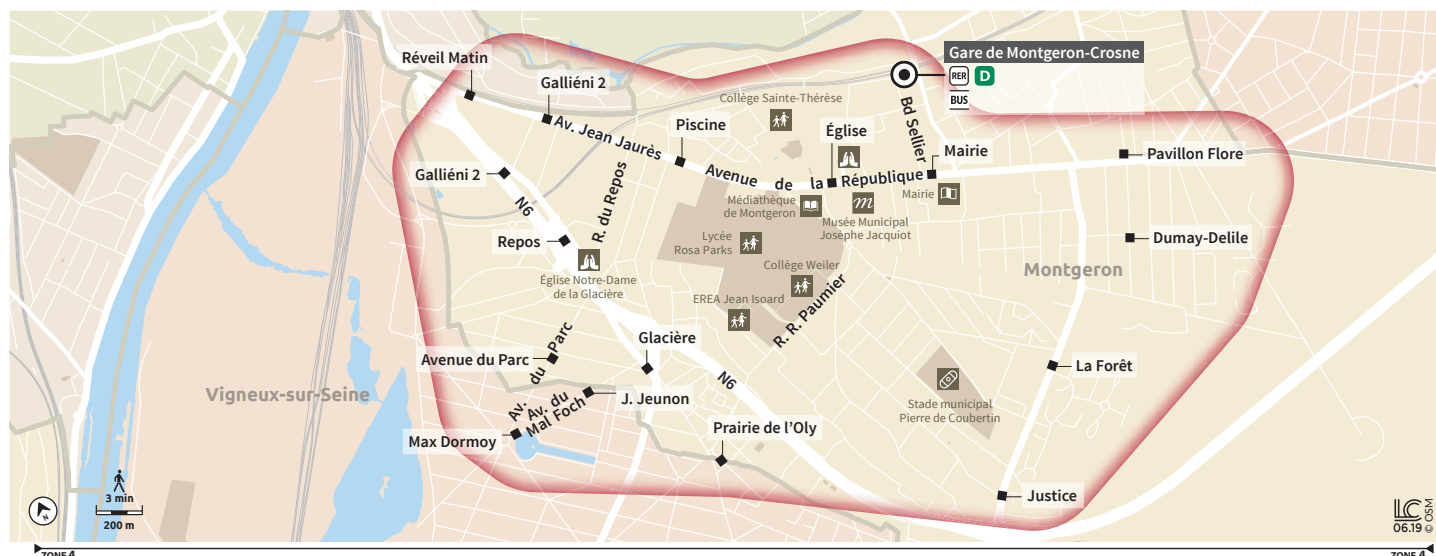 Gare de Montgeron-Crosne
RER D
BUS
Réveil Matin
Galliéni 2
Av. Jean Jaurès
Piscine
Collège Sainte-Thérèse
Église
Bd Sellier
Mairie
Pavillon Flore
Galliéni 2
N6
R. du Repos
Avenue de la République
Médiathèque
de Montgeron
m
Musée Municipal
Josèphe Jacquiot
Mairie
Repos
Lycée
Rosa Parks
Dumay-Delile
Église Notre-Dame
de la Glacière
Collège Weiler
Montgeron
EREA Jean Isoard
R. R. Paumier
Glacière
Avenue du Parc
Av. du Parc
La Forêt
N6
Vigneux-sur-Seine
J. Jeunon
Av. du
Mal Foch
Stade municipal
Pierre de Coubertin
Max Dormoy
Prairie de l'Oly
Justice
3 min
200 m
LC
06.19
© OSM
ZONE 4
ZONE 4